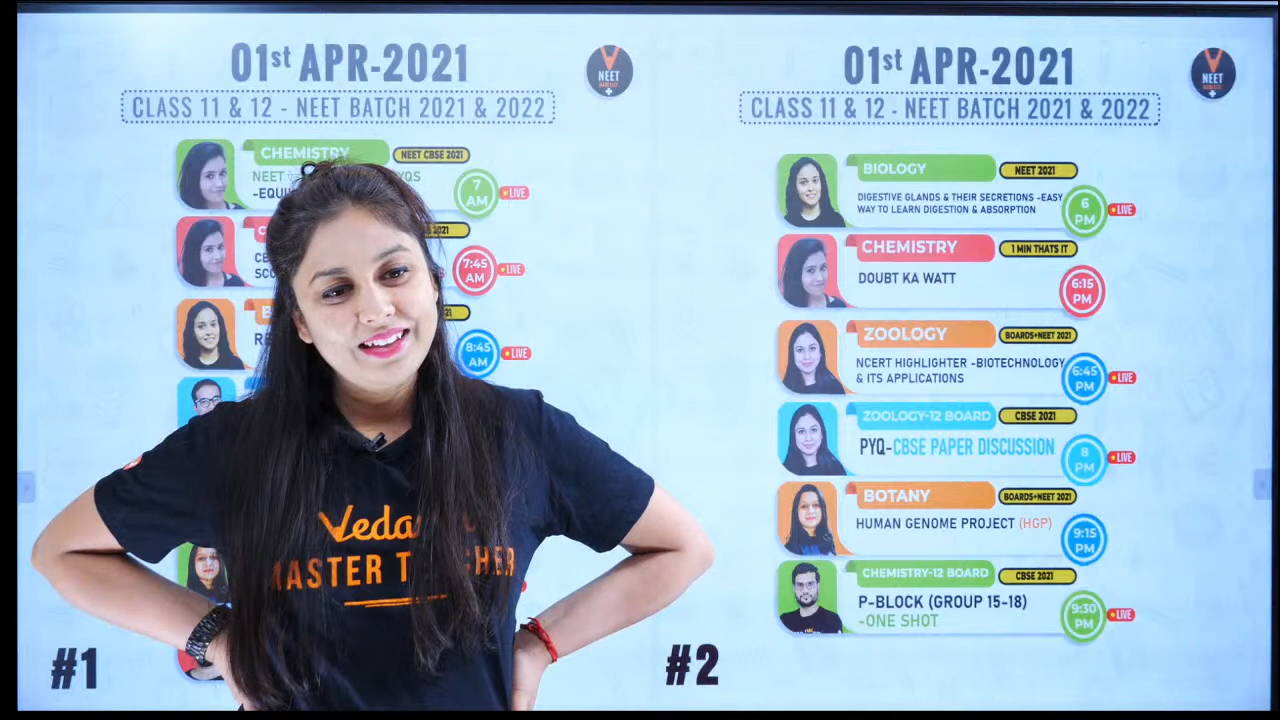 01st APR-2021
CLASS 11 & 12 - NEET BATCH 2021 & 2022
NEET
CHEMISTRY
NEET CBSE 2021
NEET
-EQUI
7
AM
LIVE
7:45
AM
LIVE
8:45
AM
LIVE
#1
01st APR-2021
CLASS 11 & 12 - NEET BATCH 2021 & 2022
NEET
BIOLOGY
NEET 2021
DIGESTIVE GLANDS & THEIR SECRETIONS -EASY
WAY TO LEARN DIGESTION & ABSORPTION
6
PM
LIVE
CHEMISTRY
1 MIN THATS IT
DOUBT KA WATT
6:15
PM
ZOOLOGY
BOARDS+NEET 2021
NCERT HIGHLIGHTER -BIOTECHNOLOGY
& ITS APPLICATIONS
6:45
PM
LIVE
ZOOLOGY-12 BOARD
CBSE 2021
PYQ-CBSE PAPER DISCUSSION
8
PM
LIVE
BOTANY
BOARDS+NEET 2021
HUMAN GENOME PROJECT (HGP)
9:15
PM
CHEMISTRY-12 BOARD
CBSE 2021
P-BLOCK (GROUP 15-18)
-ONE SHOT
9:30
PM
LIVE
#2
Veda
MASTER T CHER